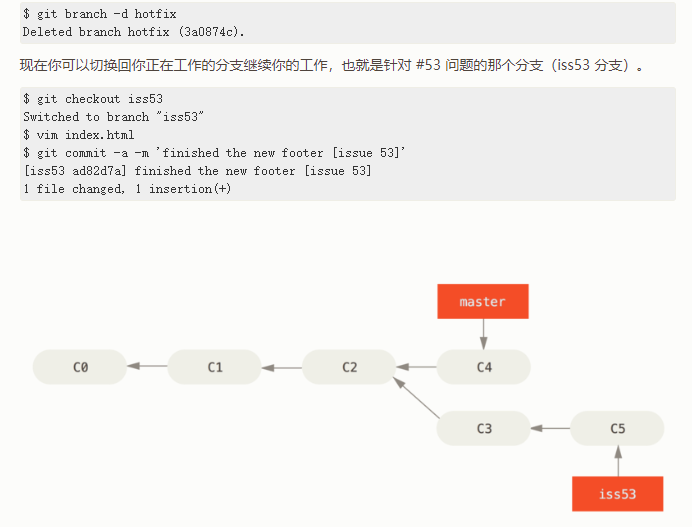 $ git branch -d hotfix
Deleted branch hotfix (3a0874c).
现在你可以切换回你正在工作的分支继续你的工作，也就是针对 #53 问题的那个分支（iss53 分支）。
$ git checkout iss53
Switched to branch "iss53"
$ vim index.html
$ git commit -a -m 'finished the new footer [issue 53]'
[iss53 ad82d7a] finished the new footer [issue 53]
1 file changed, 1 insertion(+)
master
C0 C1 C2 C4
C3 C5
iss53